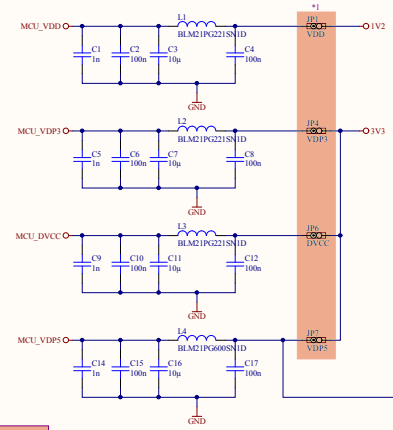 *1
L1
JP1
MCU_VDD
1V2
BLM21PG221SN1D
VDD
C1
C2
C3
C4
1n
100n
10µ
100n
GND
L2
JP4
MCU_VDP3
3V3
BLM21PG221SN1D
VDP3
C5
C6
C7
C8
1n
100n
10µ
100n
GND
L3
JP6
MCU_DVCC
BLM21PG221SN1D
DVCC
C9
C10
C11
C12
1n
100n
10µ
100n
GND
L4
JP7
MCU_VDP5
BLM21PG600SN1D
VDP5
C14
C15
C16
C17
1n
100n
10µ
100n
GND